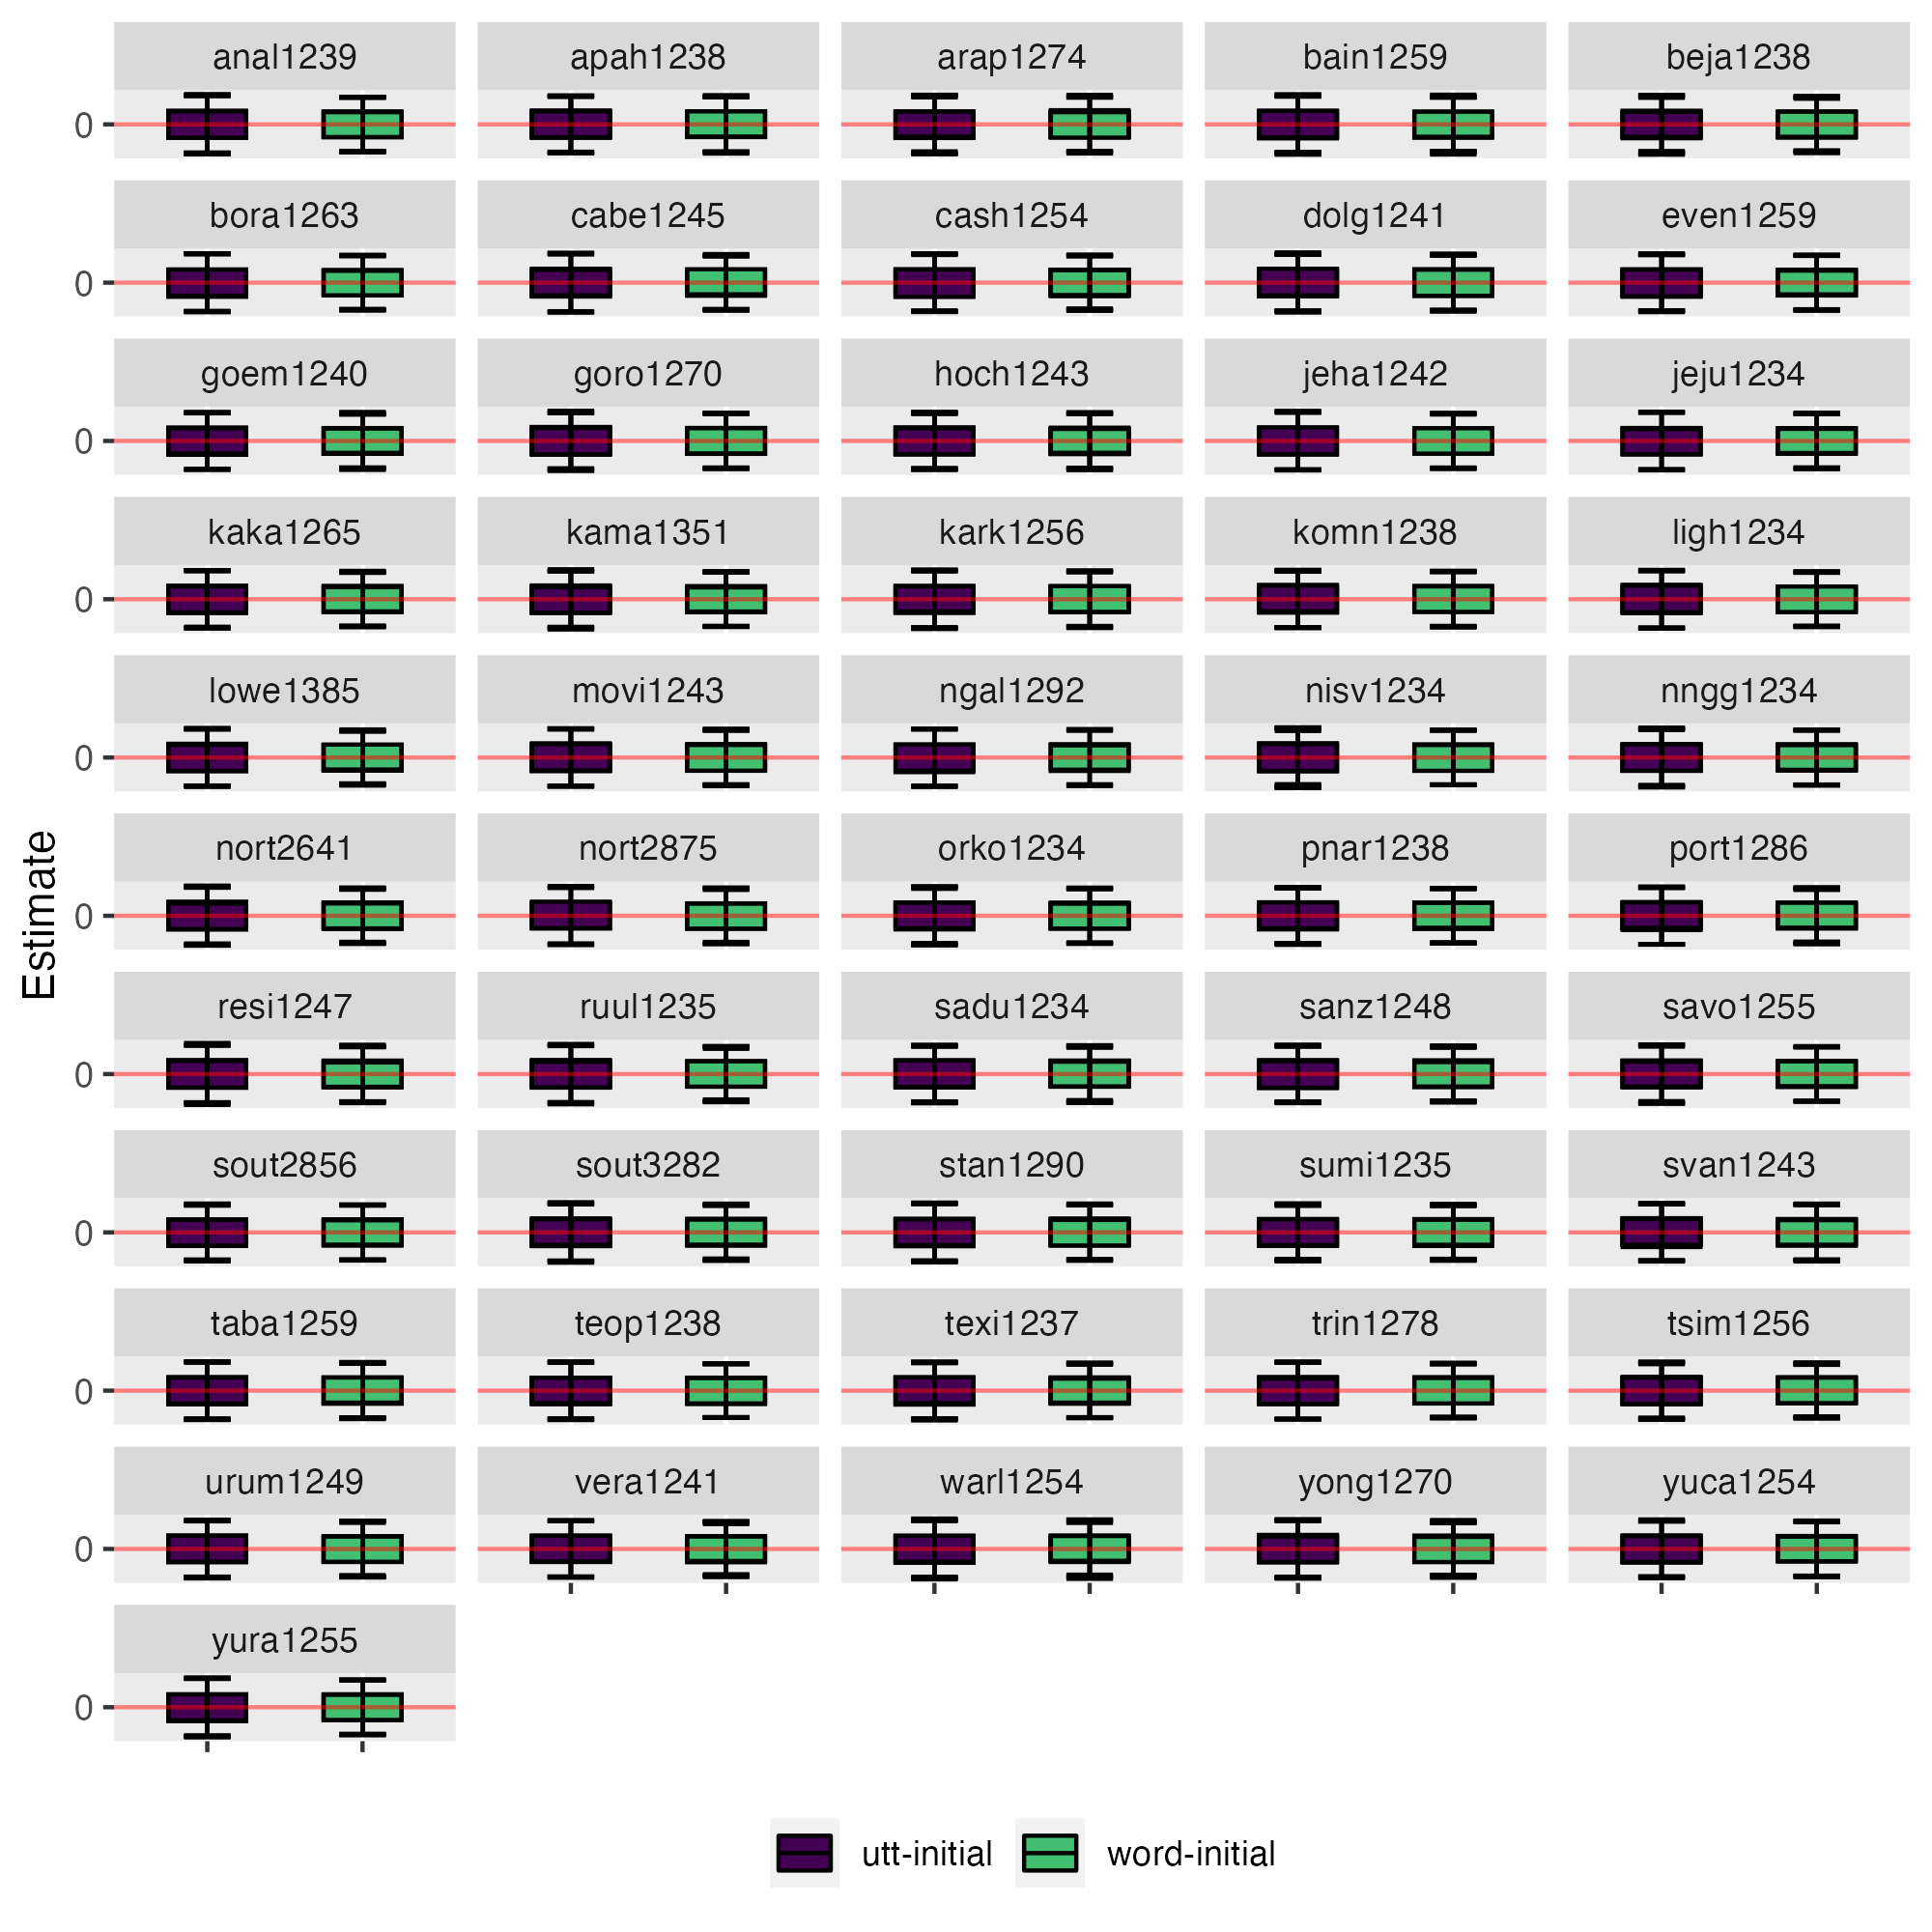 anal1239 apah1238 arap1274 bain1259 beja1238
0
bora1263 cabe1245 cash1254 dolg1241 even1259
0
goem1240 goro1270 hoch1243 jeha1242 jeju1234
0
kaka1265 kama1351 kark1256 komn1238 ligh1234
0
lowe1385 movi1243 ngal1292 nisv1234 nngg1234
0
nort2641 nort2875 orko1234 pnar1238 port1286
0
Estimate
resi1247 ruul1235 sadu1234 sanz1248 savo1255
0
sout2856 sout3282 stan1290 sumi1235 svan1243
0
taba1259 teop1238 texi1237 trin1278 tsim1256
0
urum1249 vera1241 warl1254 yong1270 yuca1254
0
yura1255
0
utt-initial word-initial